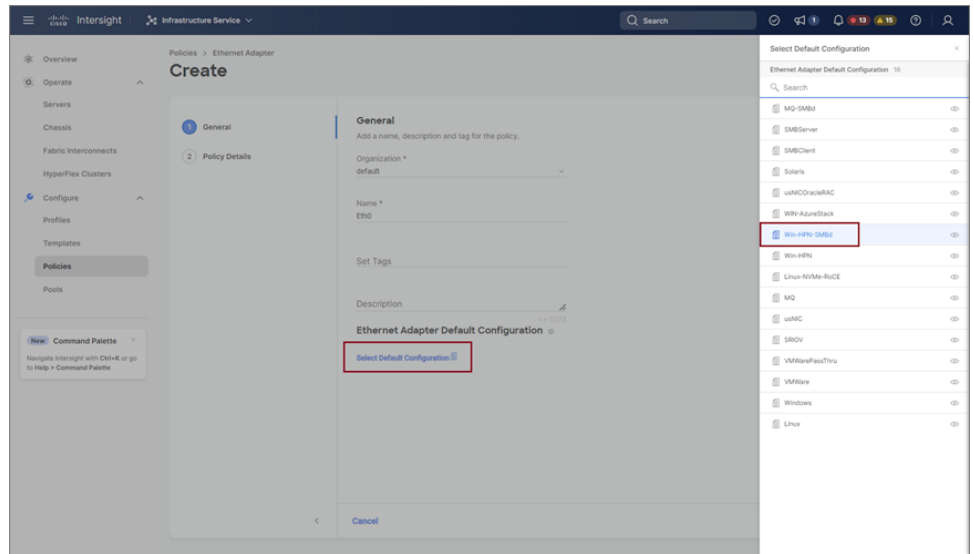 CISCO Intersight
Infrastructure Service
Search
1
13
15
Overview
Operate
Servers
Chassis
Fabric Interconnects
HyperFlex Clusters
Configure
Profiles
Templates
Policies
Pools
New Command Palette
Navigate Intersight with Ctrl+K or go
to Help > Command Palette
Policies > Ethernet Adapter
Create
1 General
2 Policy Details
General
Add a name, description and tag for the policy.
Organization *
default
Name *
Eth0
Set Tags
Description
<= 1024
Ethernet Adapter Default Configuration
Select Default Configuration
Cancel
Select Default Configuration
Ethernet Adapter Default Configuration 16
Search
MQ-SMBd
SMBServer
SMBClient
Solaris
usNICOracleRAC
WIN-AzureStack
Win-HPN-SMBd
Win-HPN
Linux-NVMe-RoCE
MQ
usNIC
SRIOV
VMWarePassThru
VMWare
Windows
Linux